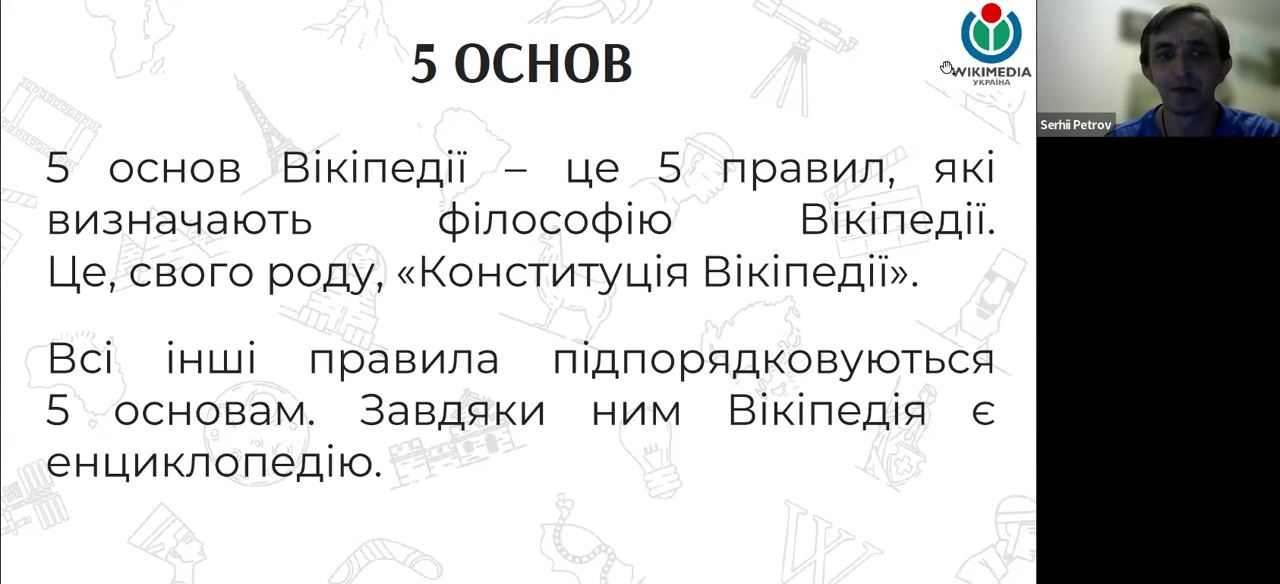 5 ОСНОВ
WIKIMEDIA
УКРАЇНА
Serhii Petrov
5 основ Вікіпедії – це 5 правил, які
визначають філософію Вікіпедії.
Це, свого роду, «Конституція Вікіпедії».
Всі інші правила підпорядковуються
5 основам. Завдяки ним Вікіпедія є
енциклопедією.